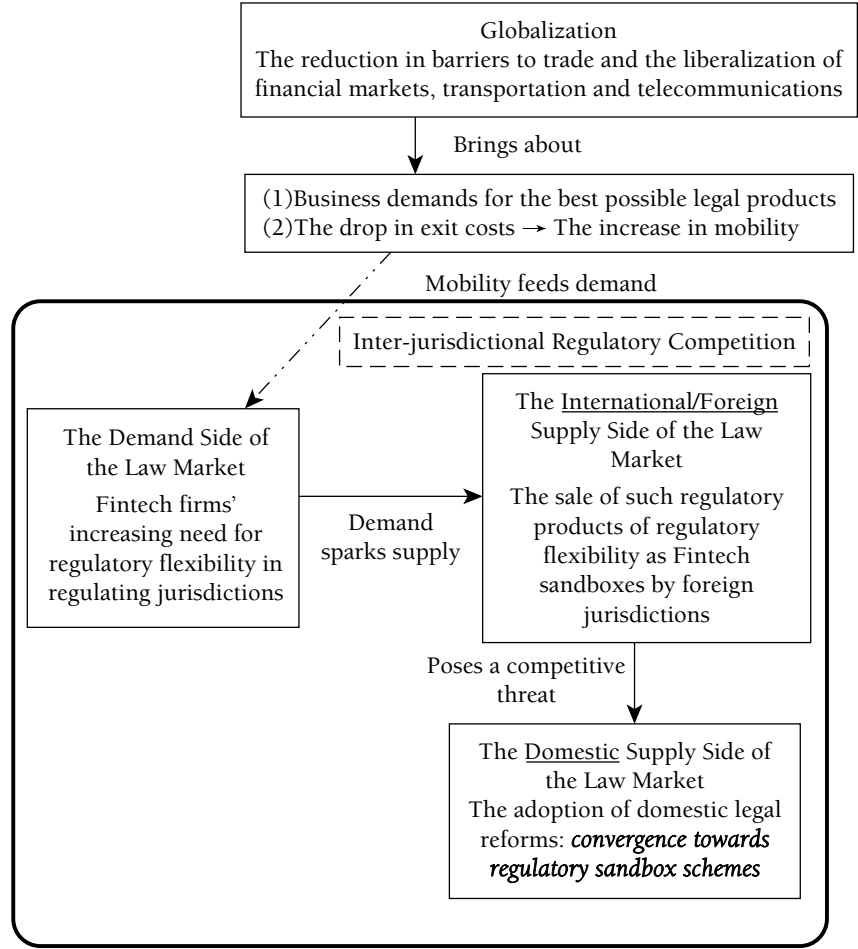 Globalization
The reduction in barriers to trade and the liberalization of
financial markets, transportation and telecommunications
Brings about
(1)Business demands for the best possible legal products
(2)The drop in exit costs → The increase in mobility
Mobility feeds demand
Inter-jurisdictional Regulatory Competition
The Demand Side of
the Law Market
Fintech firms’
increasing need for
regulatory flexibility in
regulating jurisdictions
Demand
sparks supply
The International/Foreign
Supply Side of the Law
Market
The sale of such regulatory
products of regulatory
flexibility as Fintech
sandboxes by foreign
jurisdictions
Poses a competitive
threat
The Domestic Supply Side of
the Law Market
The adoption of domestic legal
reforms: convergence towards
regulatory sandbox schemes